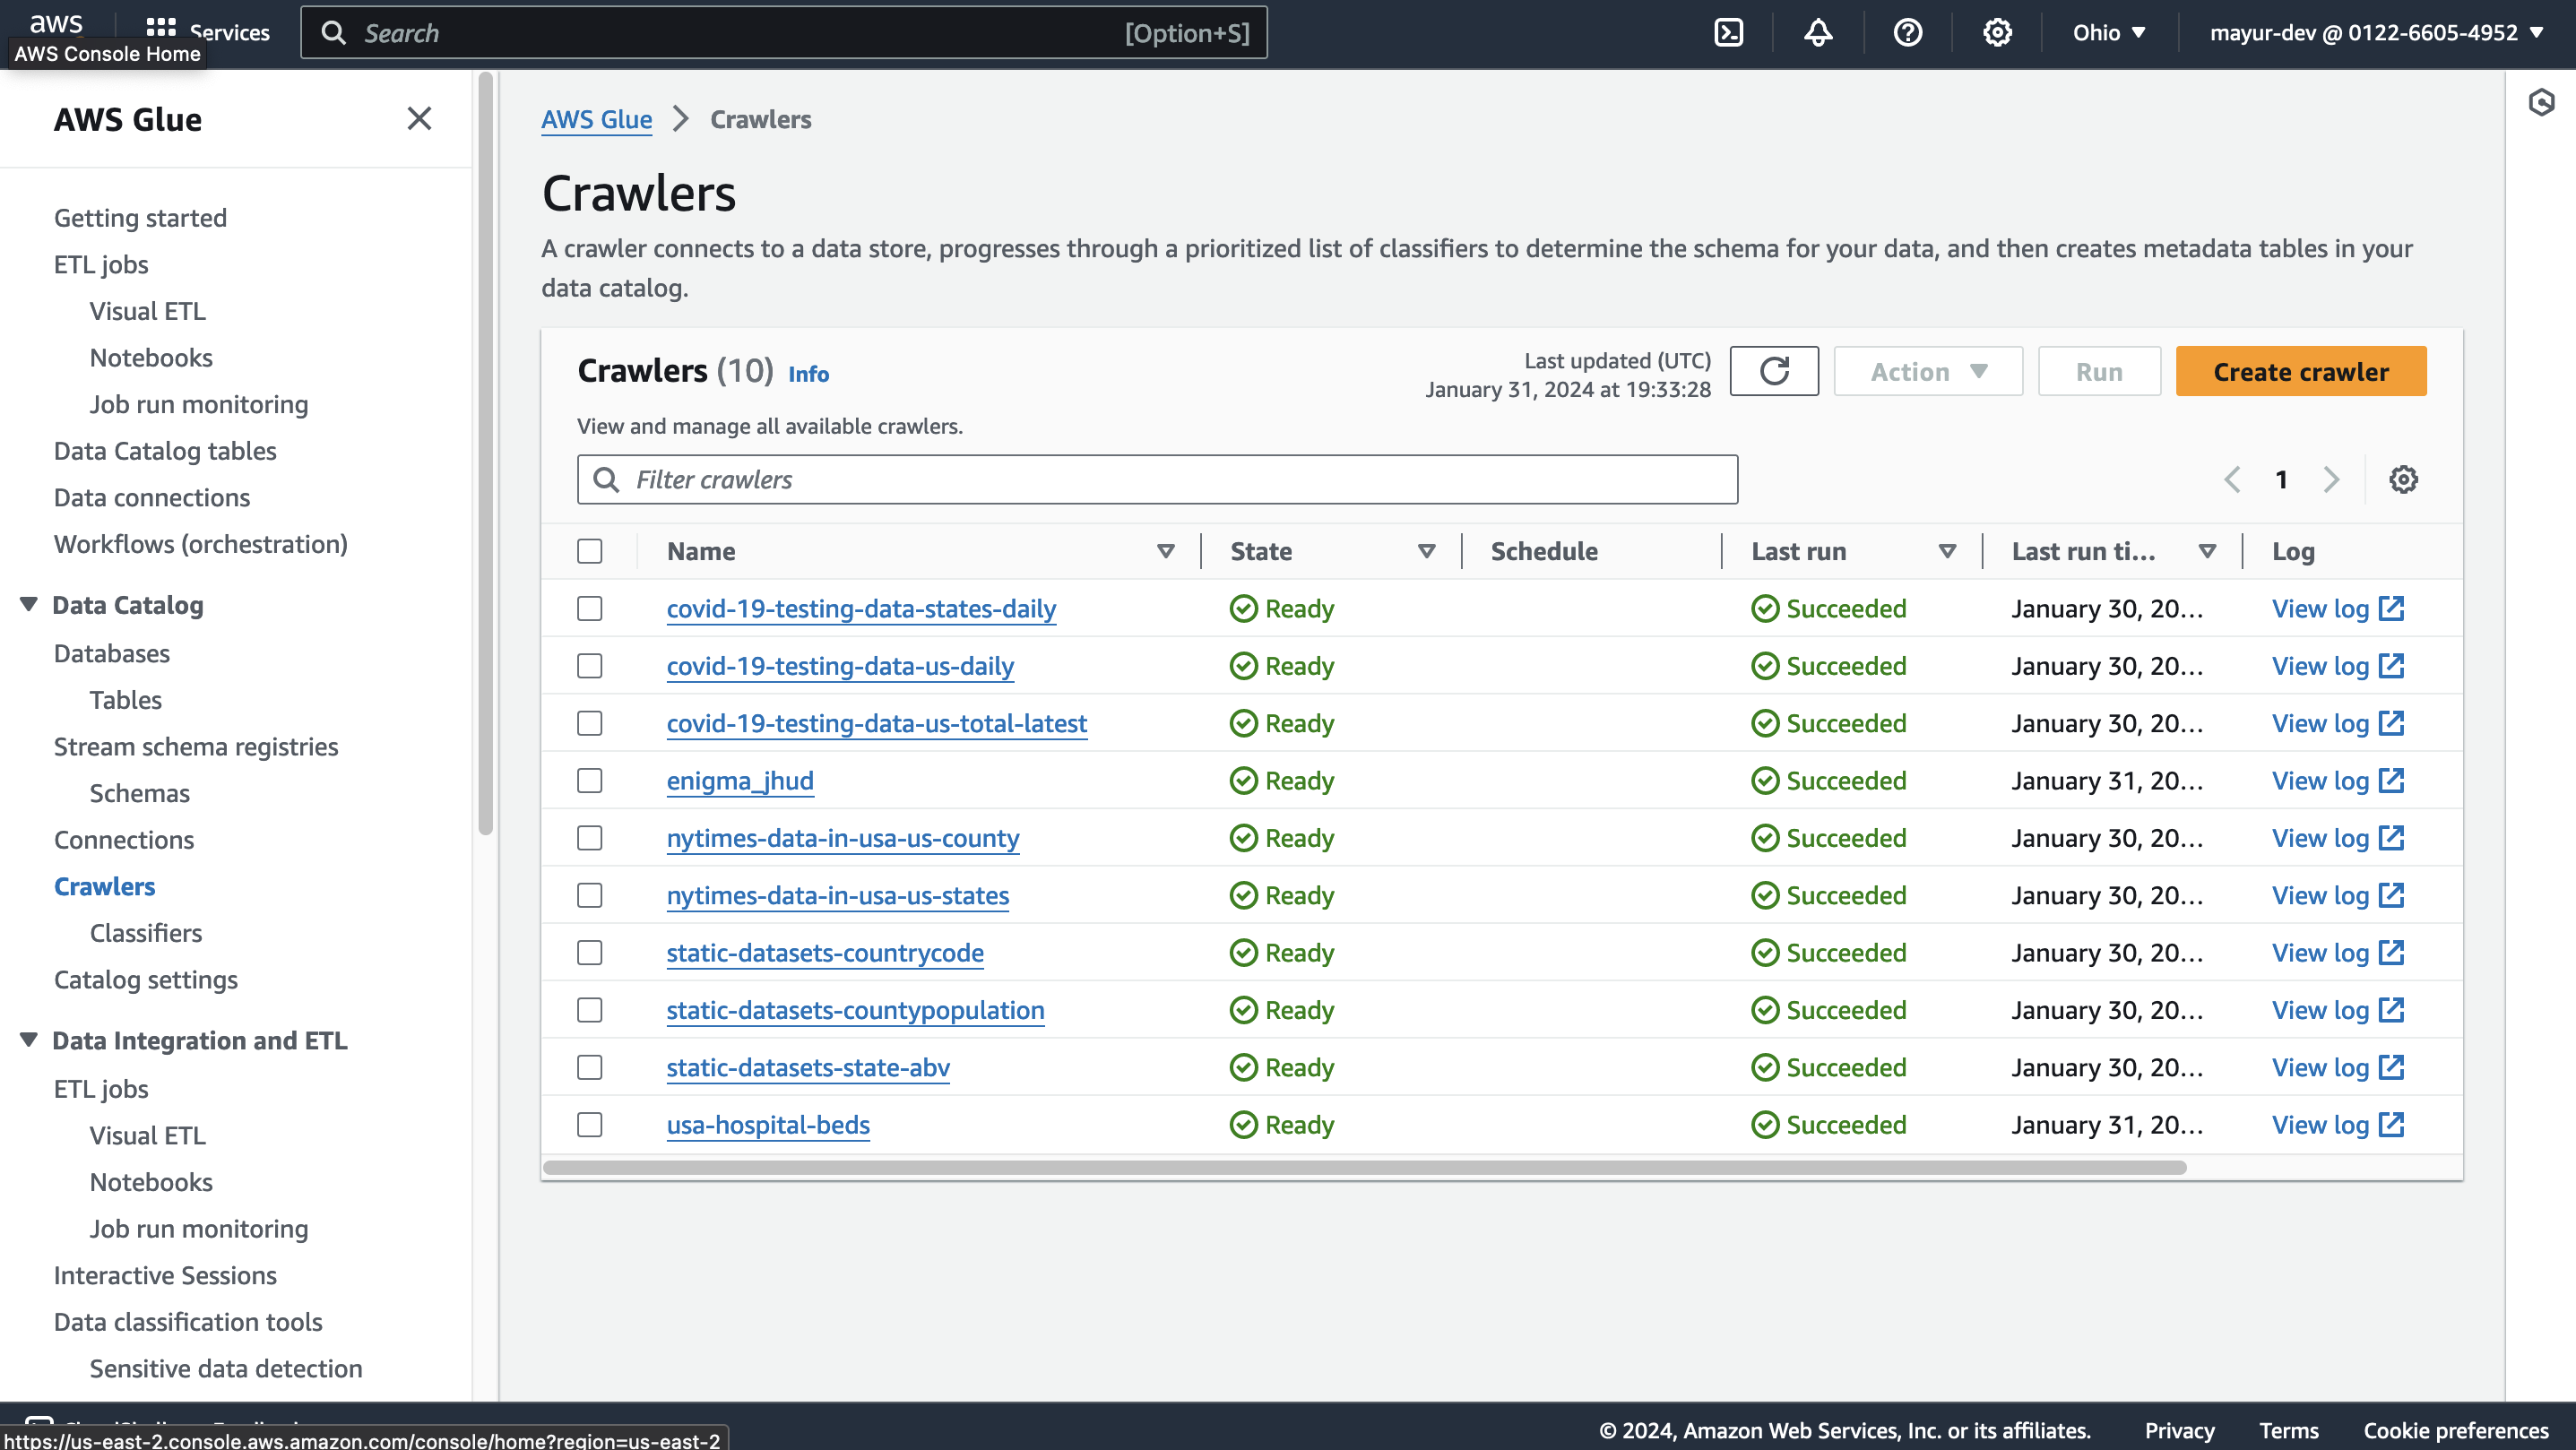 aws
Services
Search
[Option+S]
Ohio
mayur-dev @ 0122-6605-4952
AWS Console Home
AWS Glue
Getting started
ETL jobs
Visual ETL
Notebooks
Job run monitoring
Data Catalog tables
Data connections
Workflows (orchestration)
Data Catalog
Databases
Tables
Stream schema registries
Schemas
Connections
Crawlers
Classifiers
Catalog settings
Data Integration and ETL
ETL jobs
Visual ETL
Notebooks
Job run monitoring
Interactive Sessions
Data classification tools
Sensitive data detection
AWS Glue > Crawlers
Crawlers
A crawler connects to a data store, progresses through a prioritized list of classifiers to determine the schema for your data, and then creates metadata tables in your
data catalog.
Crawlers (10) Info
Last updated (UTC)
January 31, 2024 at 19:33:28
Action
Run
Create crawler
View and manage all available crawlers.
Filter crawlers
1
Name State Schedule Last run Last run ti... Log
covid-19-testing-data-states-daily Ready Succeeded January 30, 20... View log
covid-19-testing-data-us-daily Ready Succeeded January 30, 20... View log
covid-19-testing-data-us-total-latest Ready Succeeded January 30, 20... View log
enigma_jhud Ready Succeeded January 31, 20... View log
nytimes-data-in-usa-us-county Ready Succeeded January 30, 20... View log
nytimes-data-in-usa-us-states Ready Succeeded January 30, 20... View log
static-datasets-countrycode Ready Succeeded January 30, 20... View log
static-datasets-countypopulation Ready Succeeded January 30, 20... View log
static-datasets-state-abv Ready Succeeded January 30, 20... View log
usa-hospital-beds Ready Succeeded January 31, 20... View log
https://us-east-2.console.aws.amazon.com/console/home?region=us-east-2
© 2024, Amazon Web Services, Inc. or its affiliates. Privacy Terms Cookie preferences